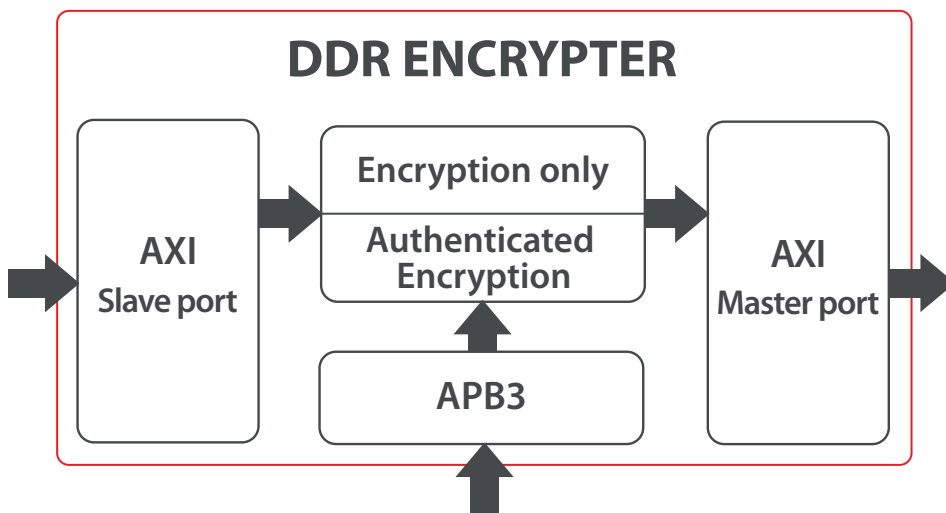 DDR ENCRYPTER
AXI
Slave port
Encryption only
Authenticated
Encryption
APB3
AXI
Master port